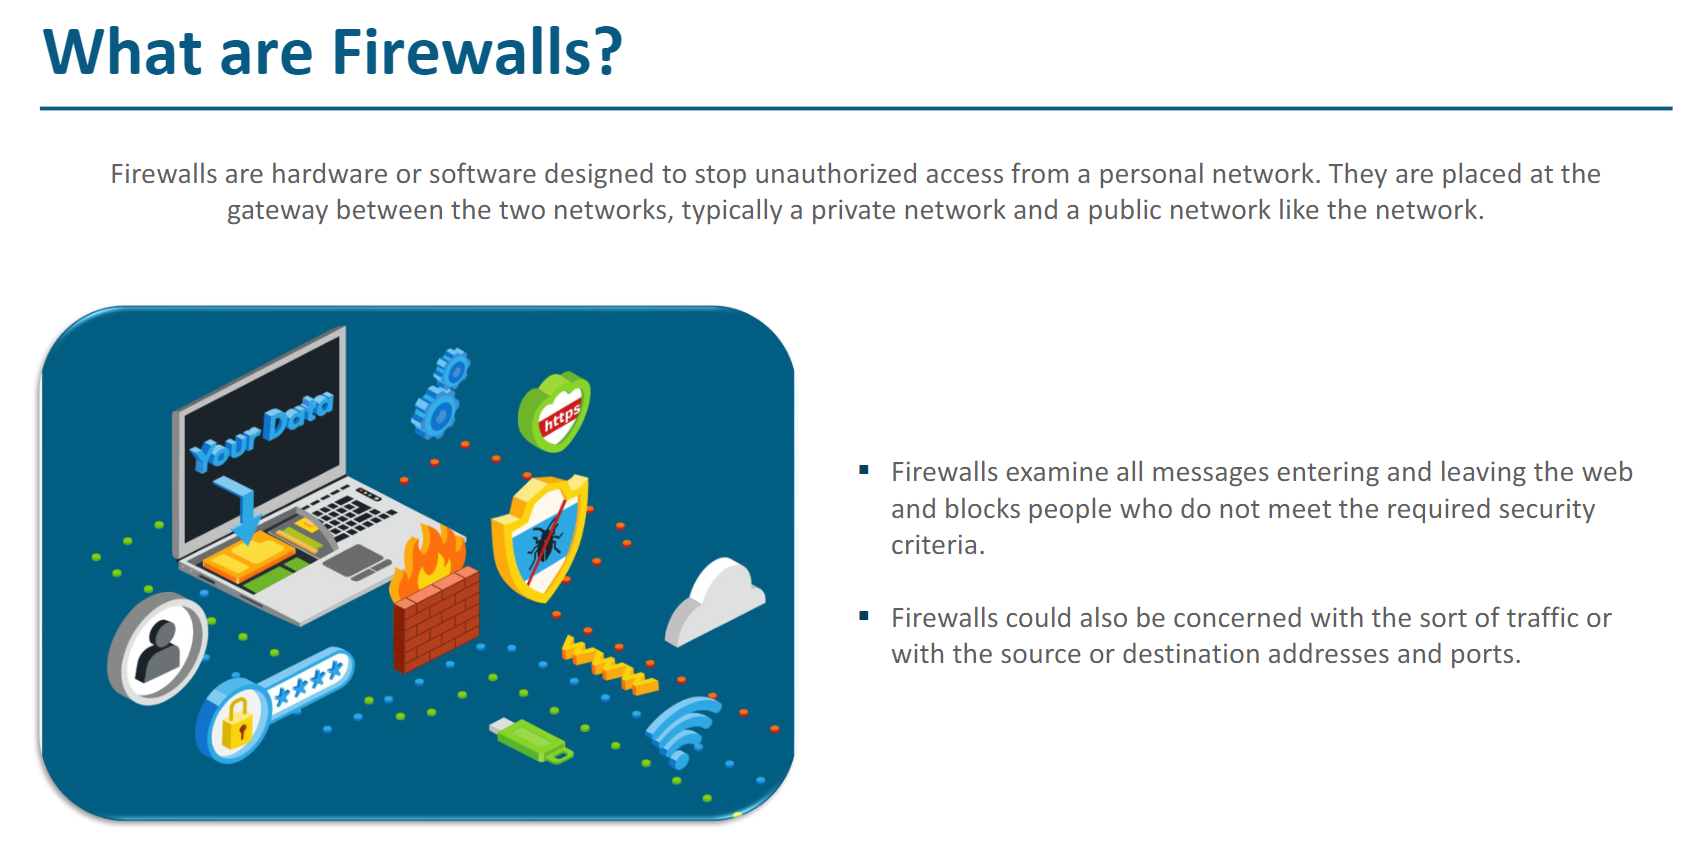 What are Firewalls?
Firewalls are hardware or software designed to stop unauthorized access from a personal network. They are placed at the
gateway between the two networks, typically a private network and a public network like the network.
Your Data
https
****
▪ Firewalls examine all messages entering and leaving the web
and blocks people who do not meet the required security
criteria.
▪ Firewalls could also be concerned with the sort of traffic or
with the source or destination addresses and ports.